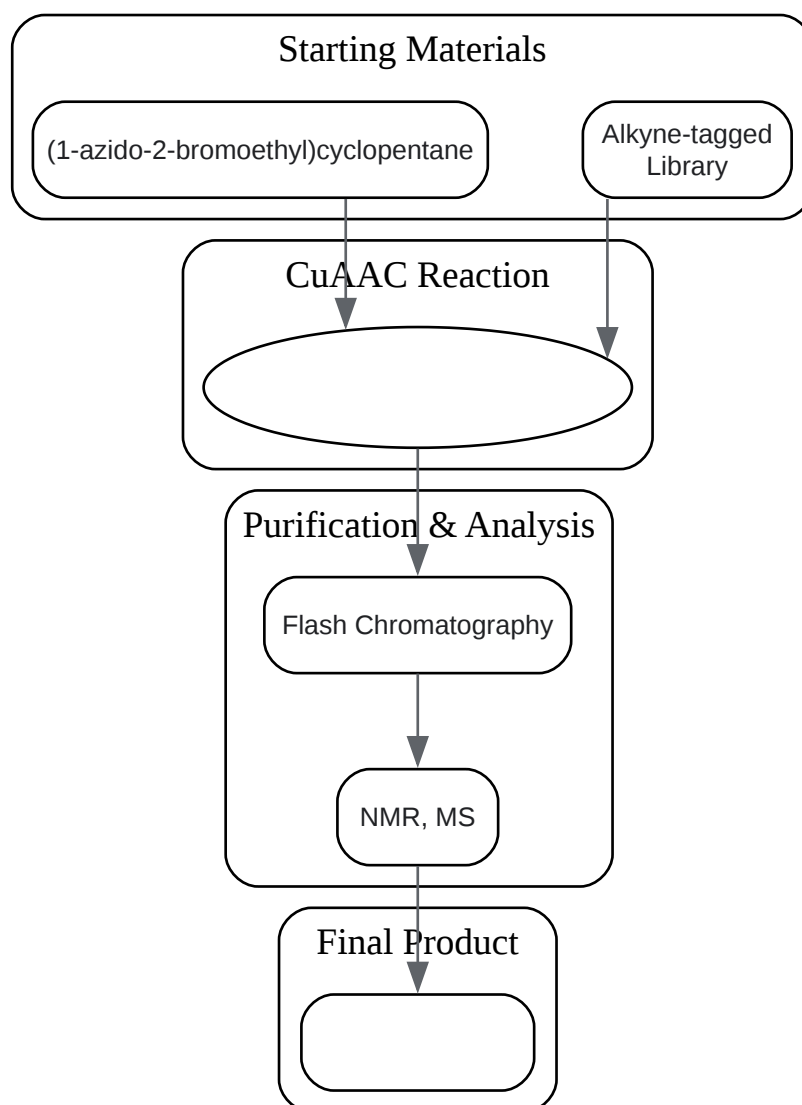 Starting Materials
(1-azido-2-bromoethyl)cyclopentane
Alkyne-tagged
Library
CuAAC Reaction
Purification & Analysis
Flash Chromatography
NMR, MS
Final Product